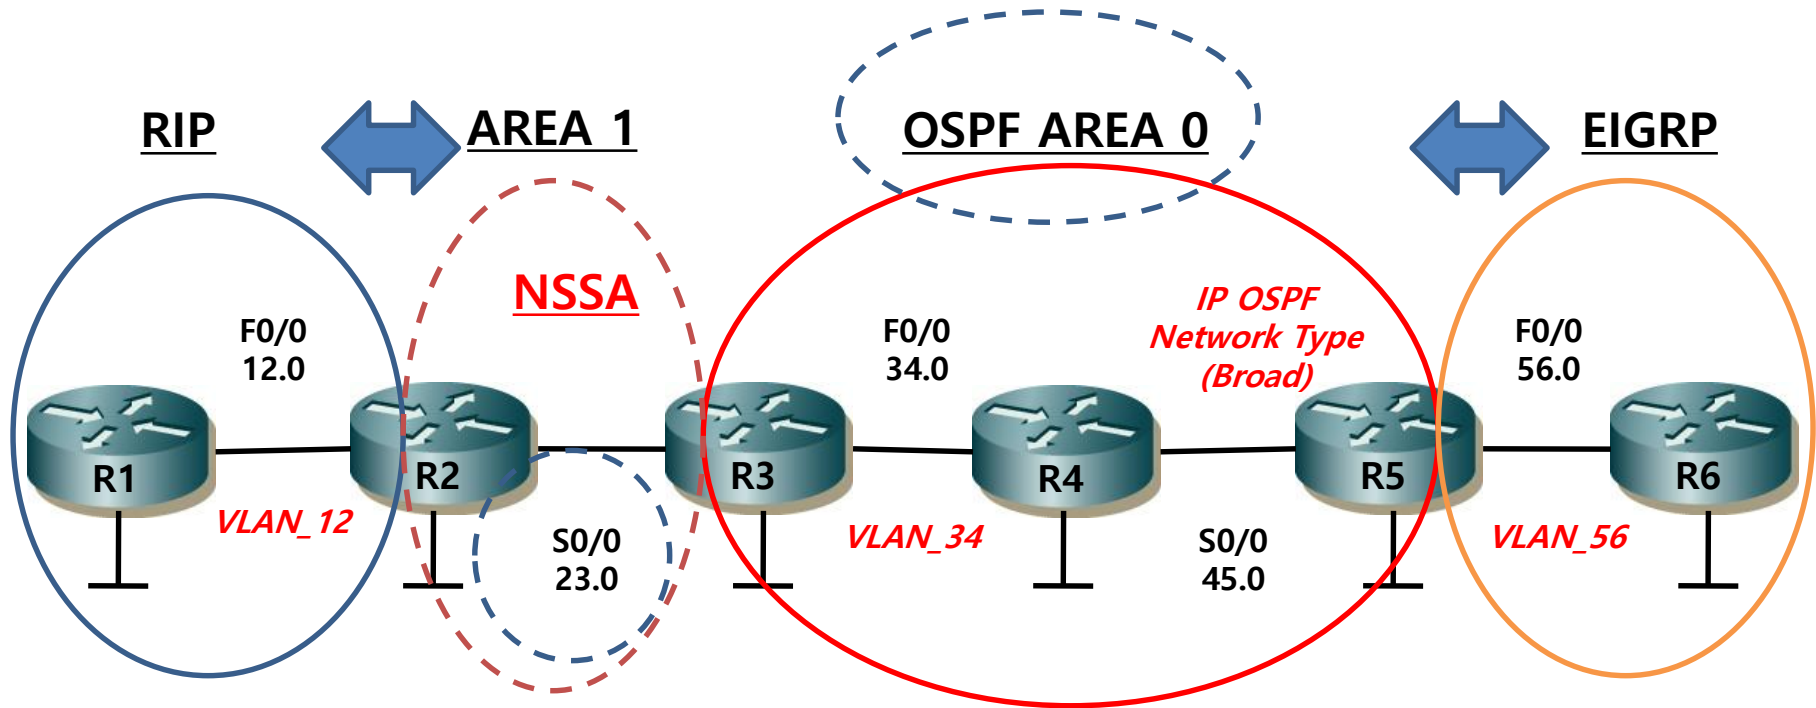 RIP
AREA 1
OSPF AREA 0
EIGRP
NSSA
IP OSPF
Network Type
(Broad)
F0/0
12.0
F0/0
34.0
F0/0
56.0
R1
R2
R3
R4
R5
R6
VLAN_12
S0/0
23.0
VLAN_34
S0/0
45.0
VLAN_56